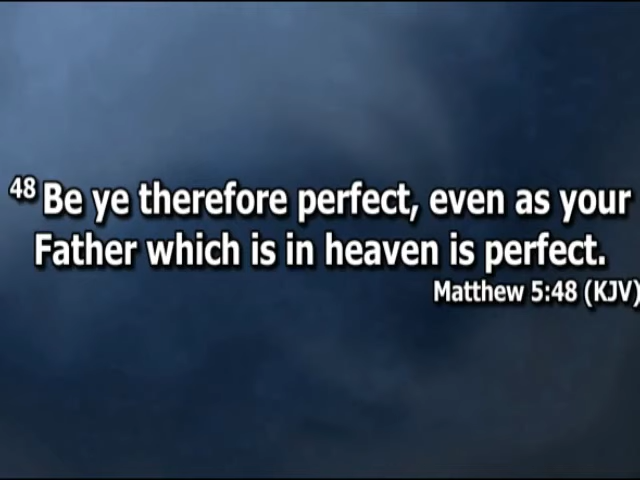 48 Be ye therefore perfect, even as your
Father which is in heaven is perfect.
Matthew 5:48 (KJV)